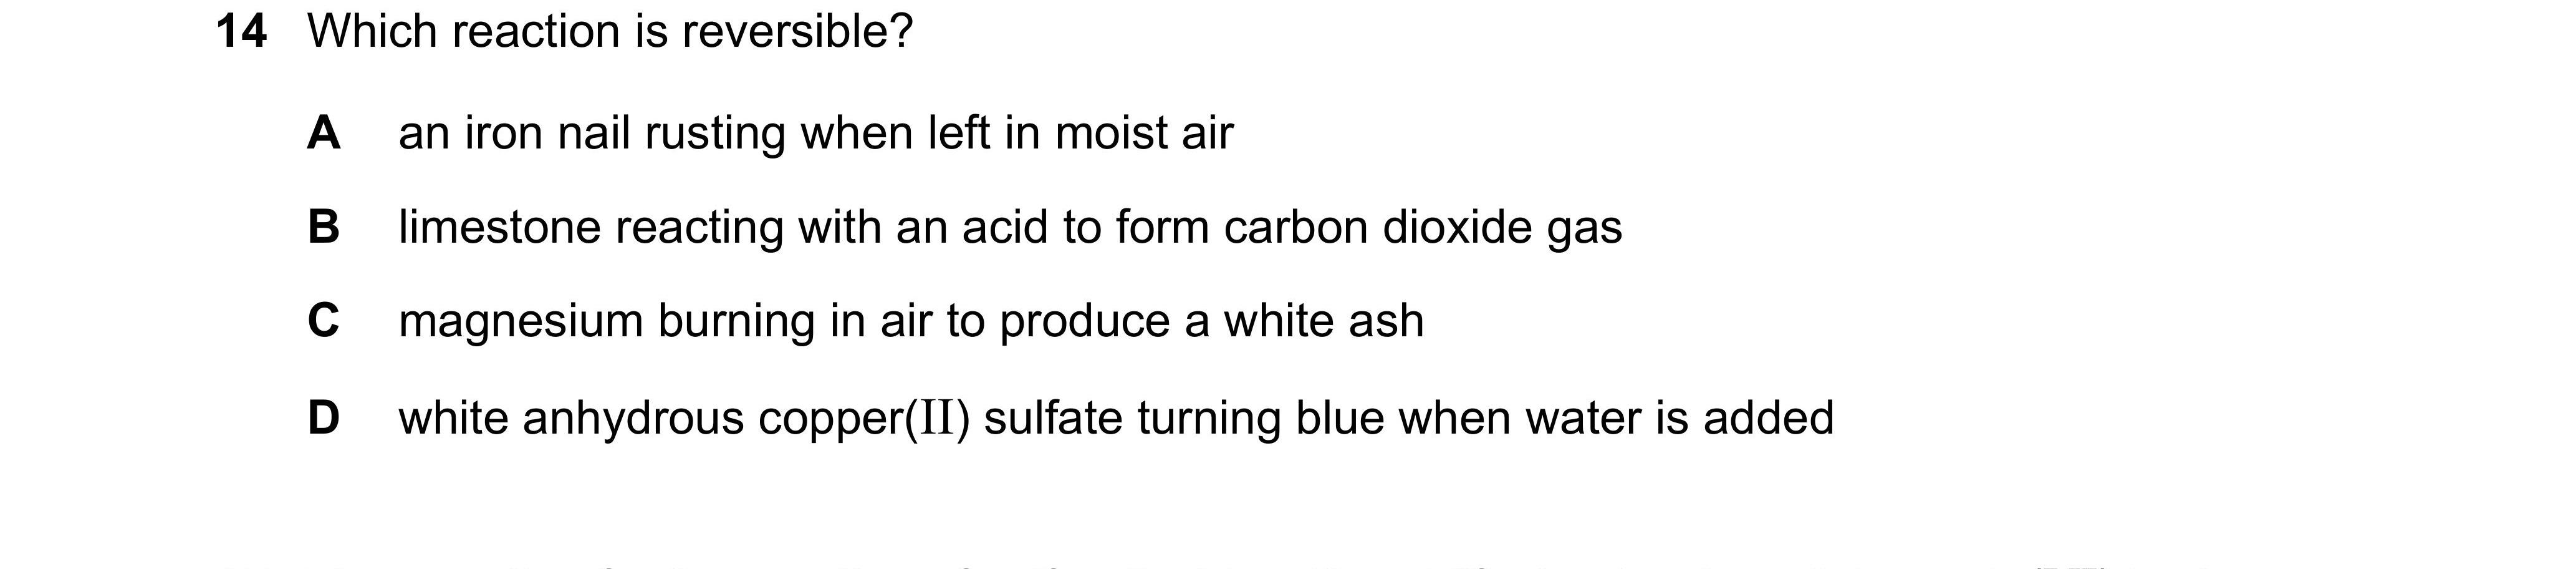 14 Which reaction is reversible?
A an iron nail rusting when left in moist air
B limestone reacting with an acid to form carbon dioxide gas
C magnesium burning in air to produce a white ash
D white anhydrous copper(II) sulfate turning blue when water is added